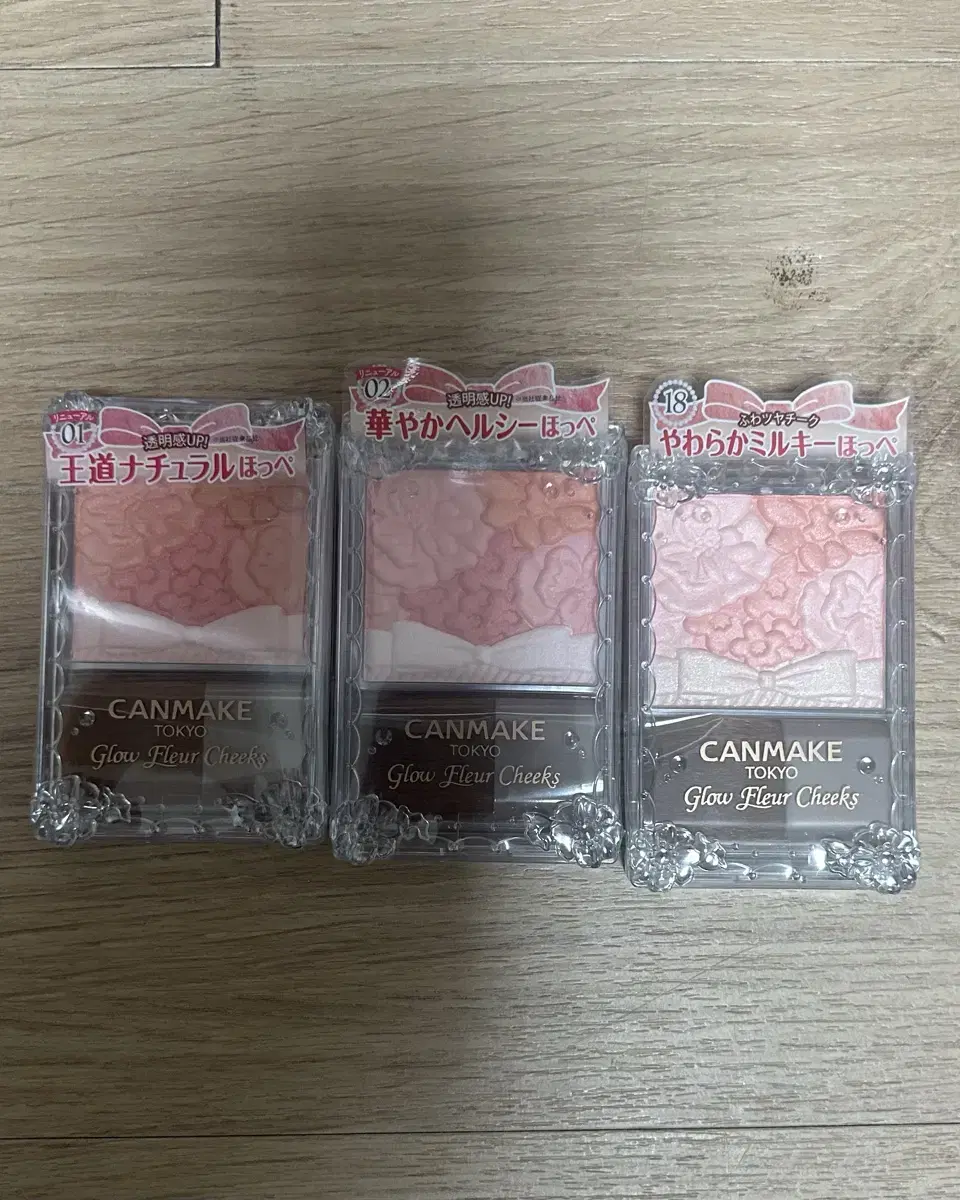 リニューアル
01
透明感UP!
王道ナチュラルほっぺ
CANMAKE
TOKYO
Glow Fleur Cheeks
リニューアル
02
透明感UP!
華やかヘルシーほっぺ
CANMAKE
TOKYO
Glow Fleur Cheeks
18
ふわツヤチーク
やわらかミルキーほっぺ
CANMAKE
TOKYO
Glow Fleur Cheeks